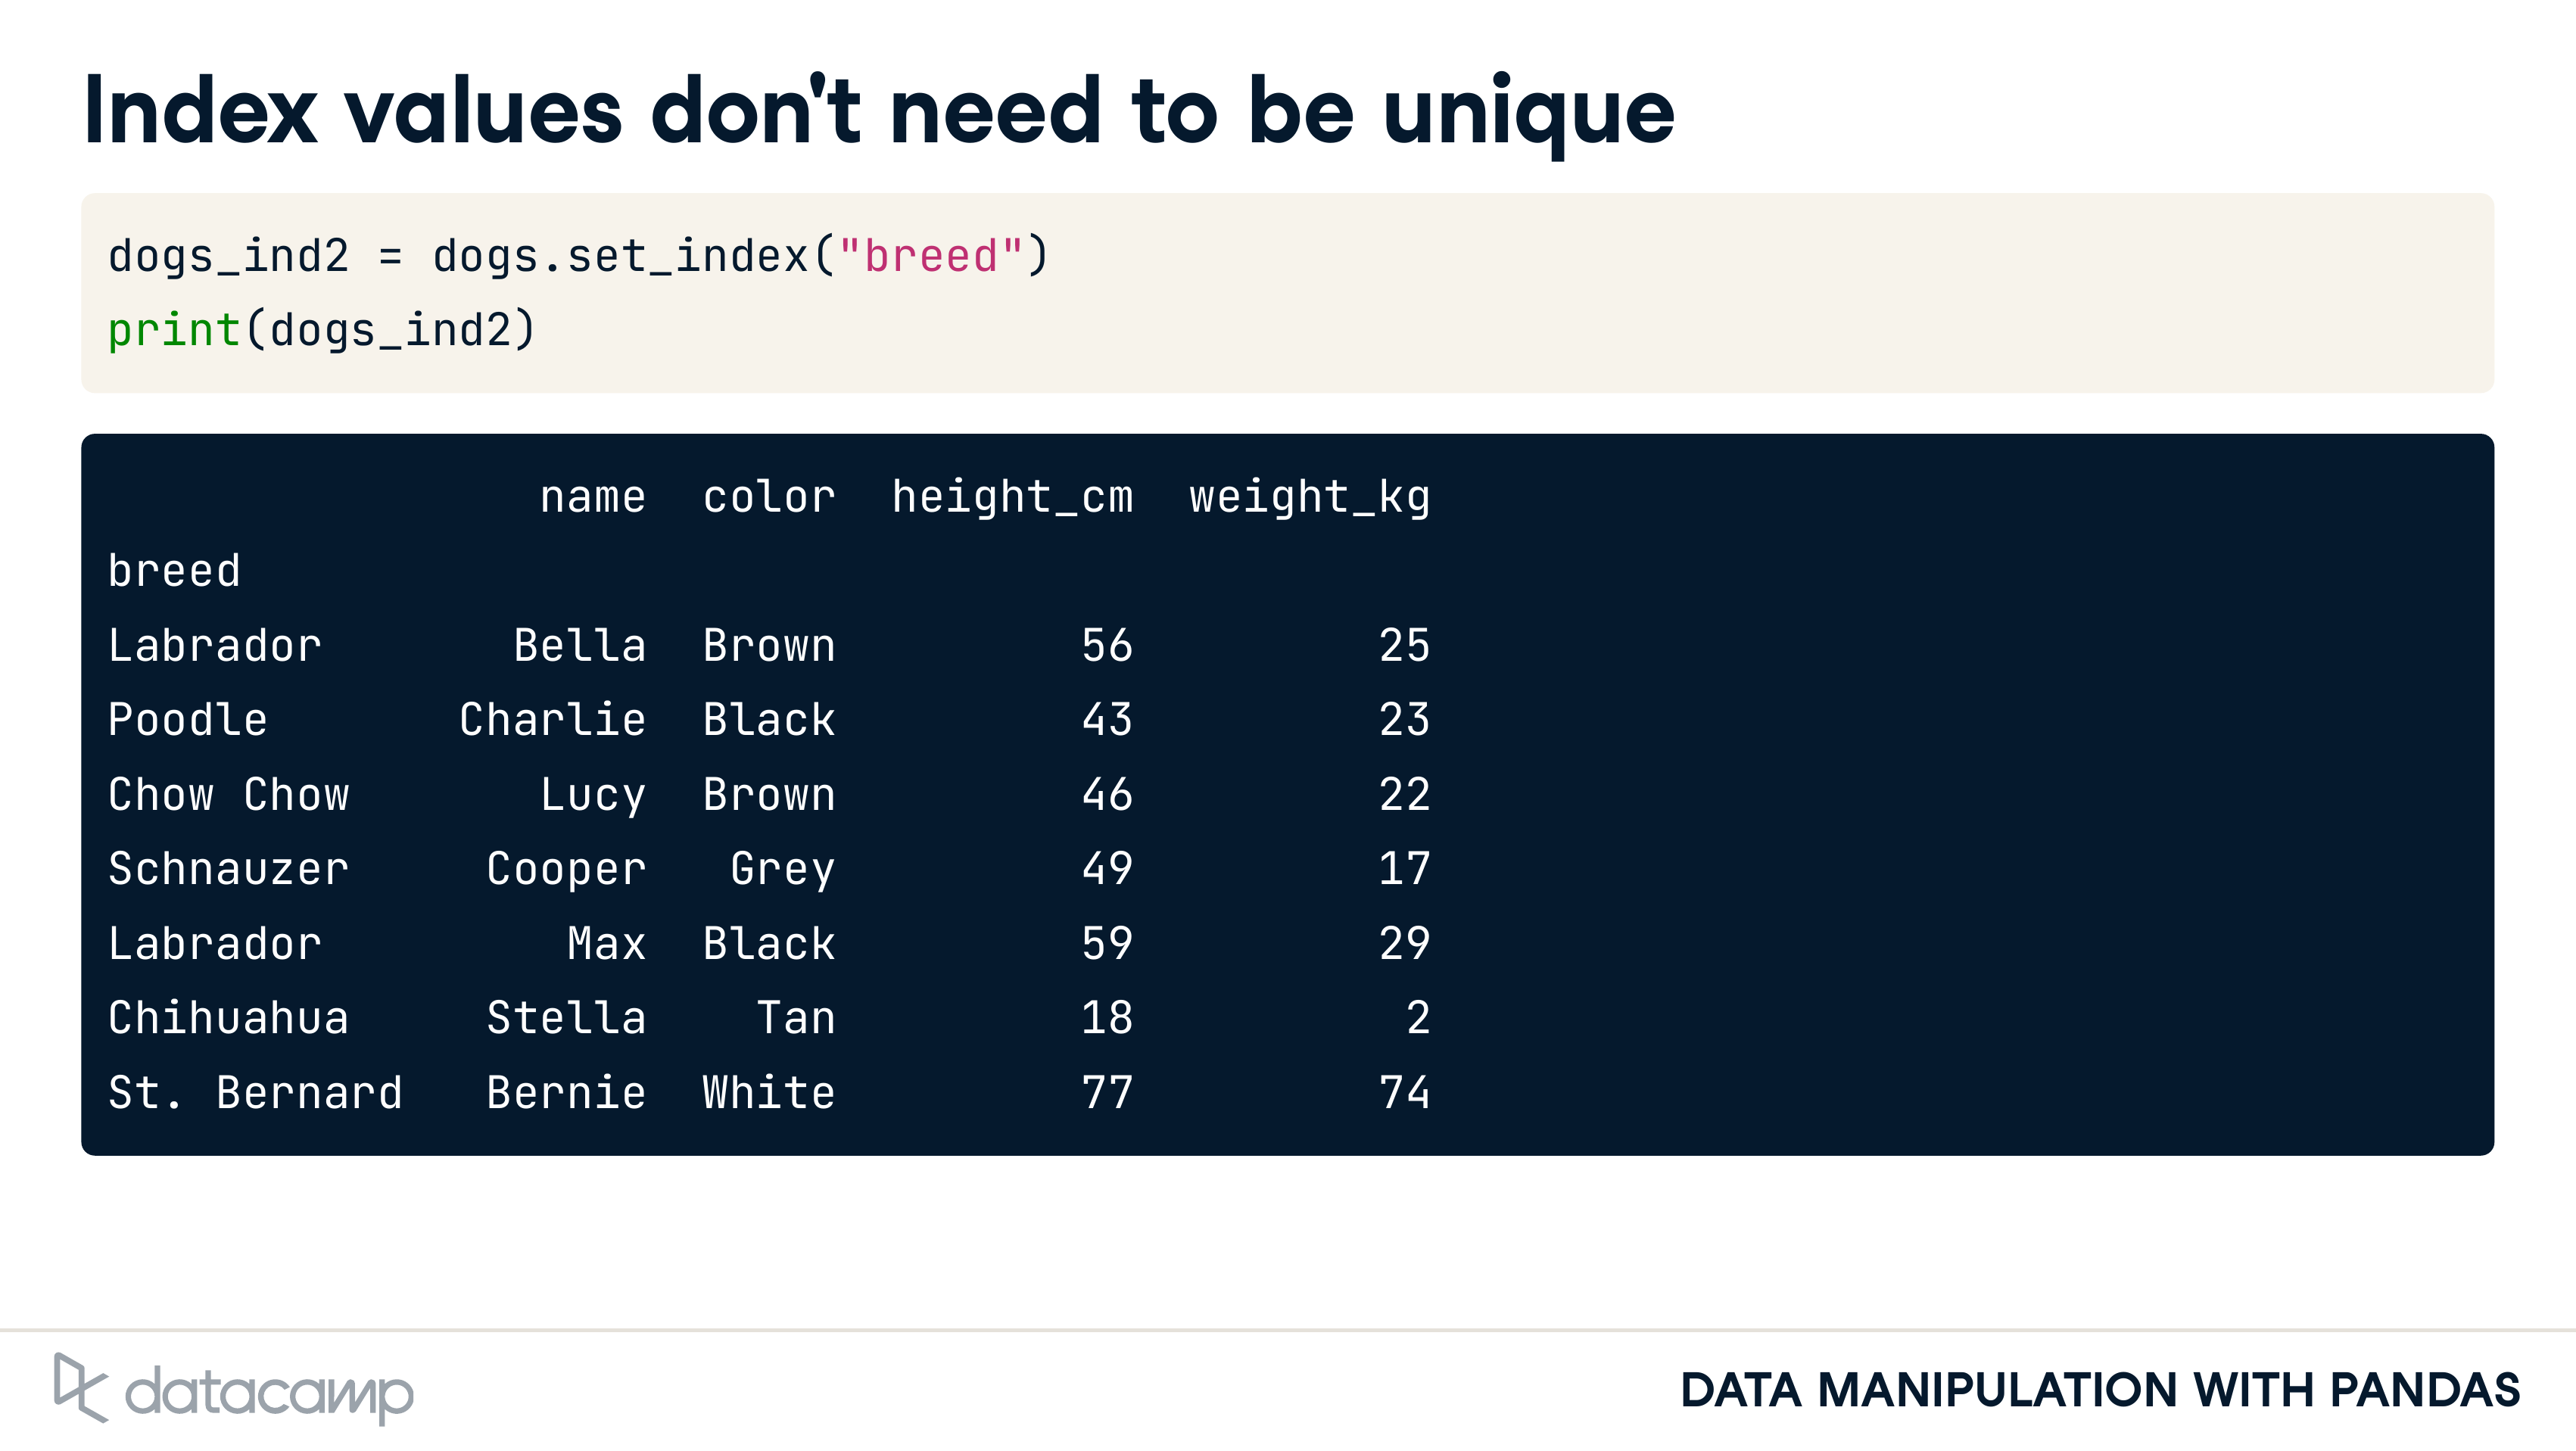 Index values don't need to be unique
dogs_ind2 = dogs.set_index("breed")
print(dogs_ind2)
name color height_cm weight_kg
breed
Labrador Bella Brown 56 25
Poodle Charlie Black 43 23
Chow Chow Lucy Brown 46 22
Schnauzer Cooper Grey 49 17
Labrador Max Black 59 29
Chihuahua Stella Tan 18 2
St. Bernard Bernie White 77 74
datacamp
DATA MANIPULATION WITH PANDAS